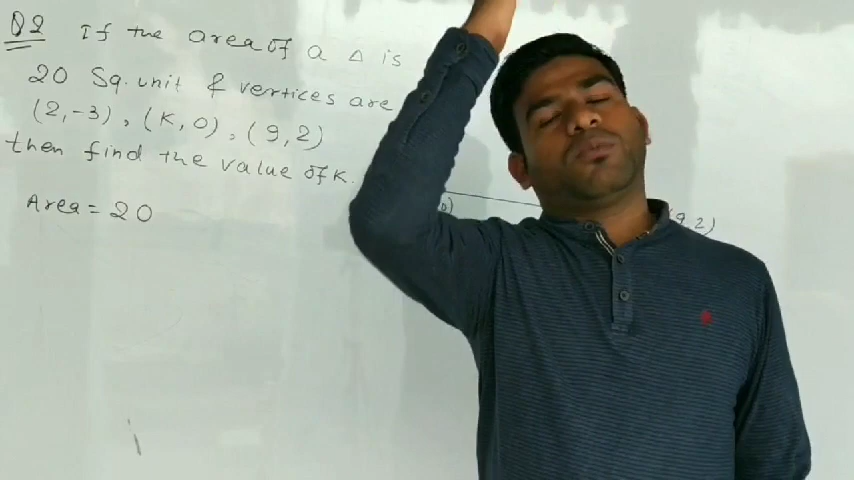 Q2 If the area of a Δ is
20 Sq. unit & vertices are
(2,-3), (K,0), (9,2)
then find the value of K.
Area = 20
9,2)